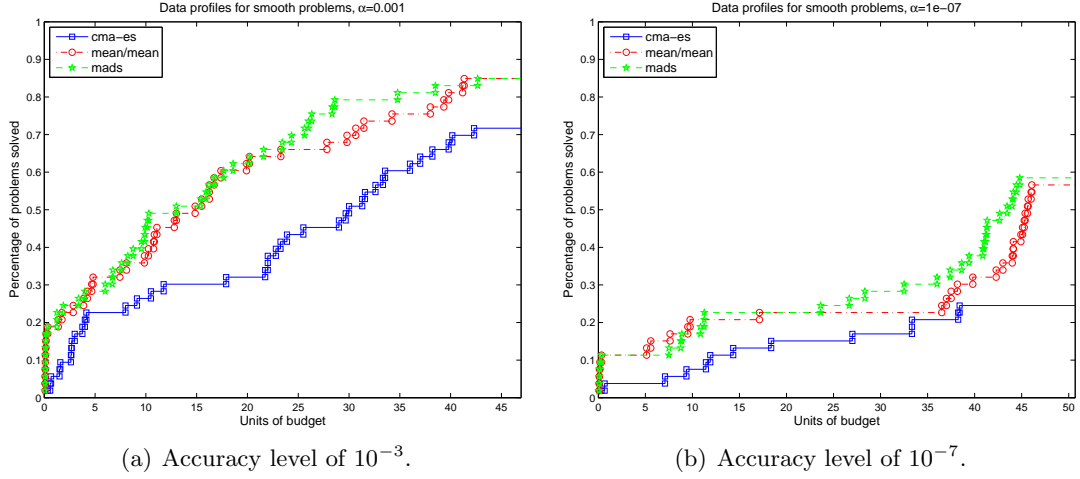 Data profiles for smooth problems, α=0.001
cma−es
mean/mean
mads
Percentage of problems solved
1
0.9
0.8
0.7
0.6
0.5
0.4
0.3
0.2
0.1
0
0 5 10 15 20 25 30 35 40 45
Units of budget
(a) Accuracy level of 10⁻³.
Data profiles for smooth problems, α=1e−07
cma−es
mean/mean
mads
Percentage of problems solved
1
0.9
0.8
0.7
0.6
0.5
0.4
0.3
0.2
0.1
0
0 5 10 15 20 25 30 35 40 45 50
Units of budget
(b) Accuracy level of 10⁻⁷.